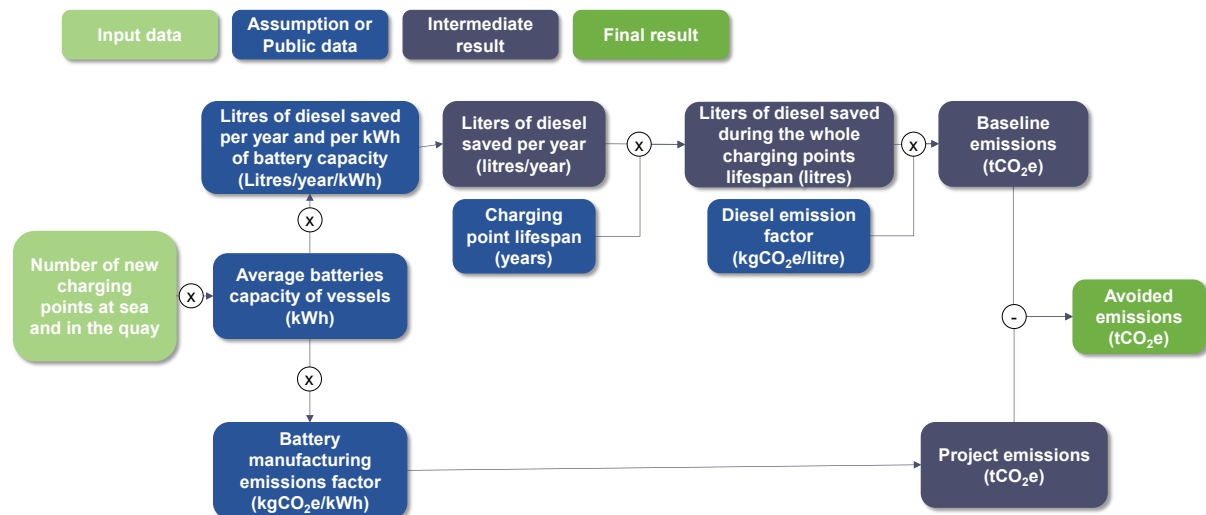 Input data
Assumption or
Public data
Intermediate
result
Final result
Litres of diesel saved
per year and per kWh
of battery capacity
(Litres/year/kWh)
Liters of diesel
saved per year
(litres/year)
x
Liters of diesel saved
during the whole
charging points
lifespan (litres)
x
Baseline
emissions
(tCO₂e)
Charging
point lifespan
(years)
Diesel emission
factor
(kgCO₂e/litre)
x
Number of new
charging
points at sea
and in the quay
x
Average batteries
capacity of vessels
(kWh)
-
Avoided
emissions
(tCO₂e)
x
Battery
manufacturing
emissions factor
(kgCO₂e/kWh)
Project emissions
(tCO₂e)